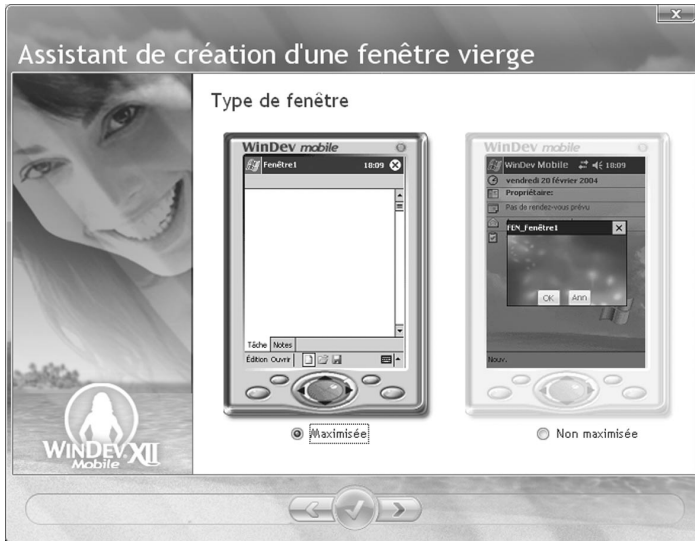 X
Assistant de création d'une fenêtre vierge
Type de fenêtre
WinDev mobile
Fenêtre1 18:09
Tâche Notes
Édition Ouvrir
Maximisée
WinDev mobile
WinDev Mobile 18:09
vendredi 20 février 2004
Propriétaire:
Pas de rendez-vous prévu
FEN_Fenêtre1
OK Ann
Nouv.
Non maximisée
WINDEV XII
Mobile